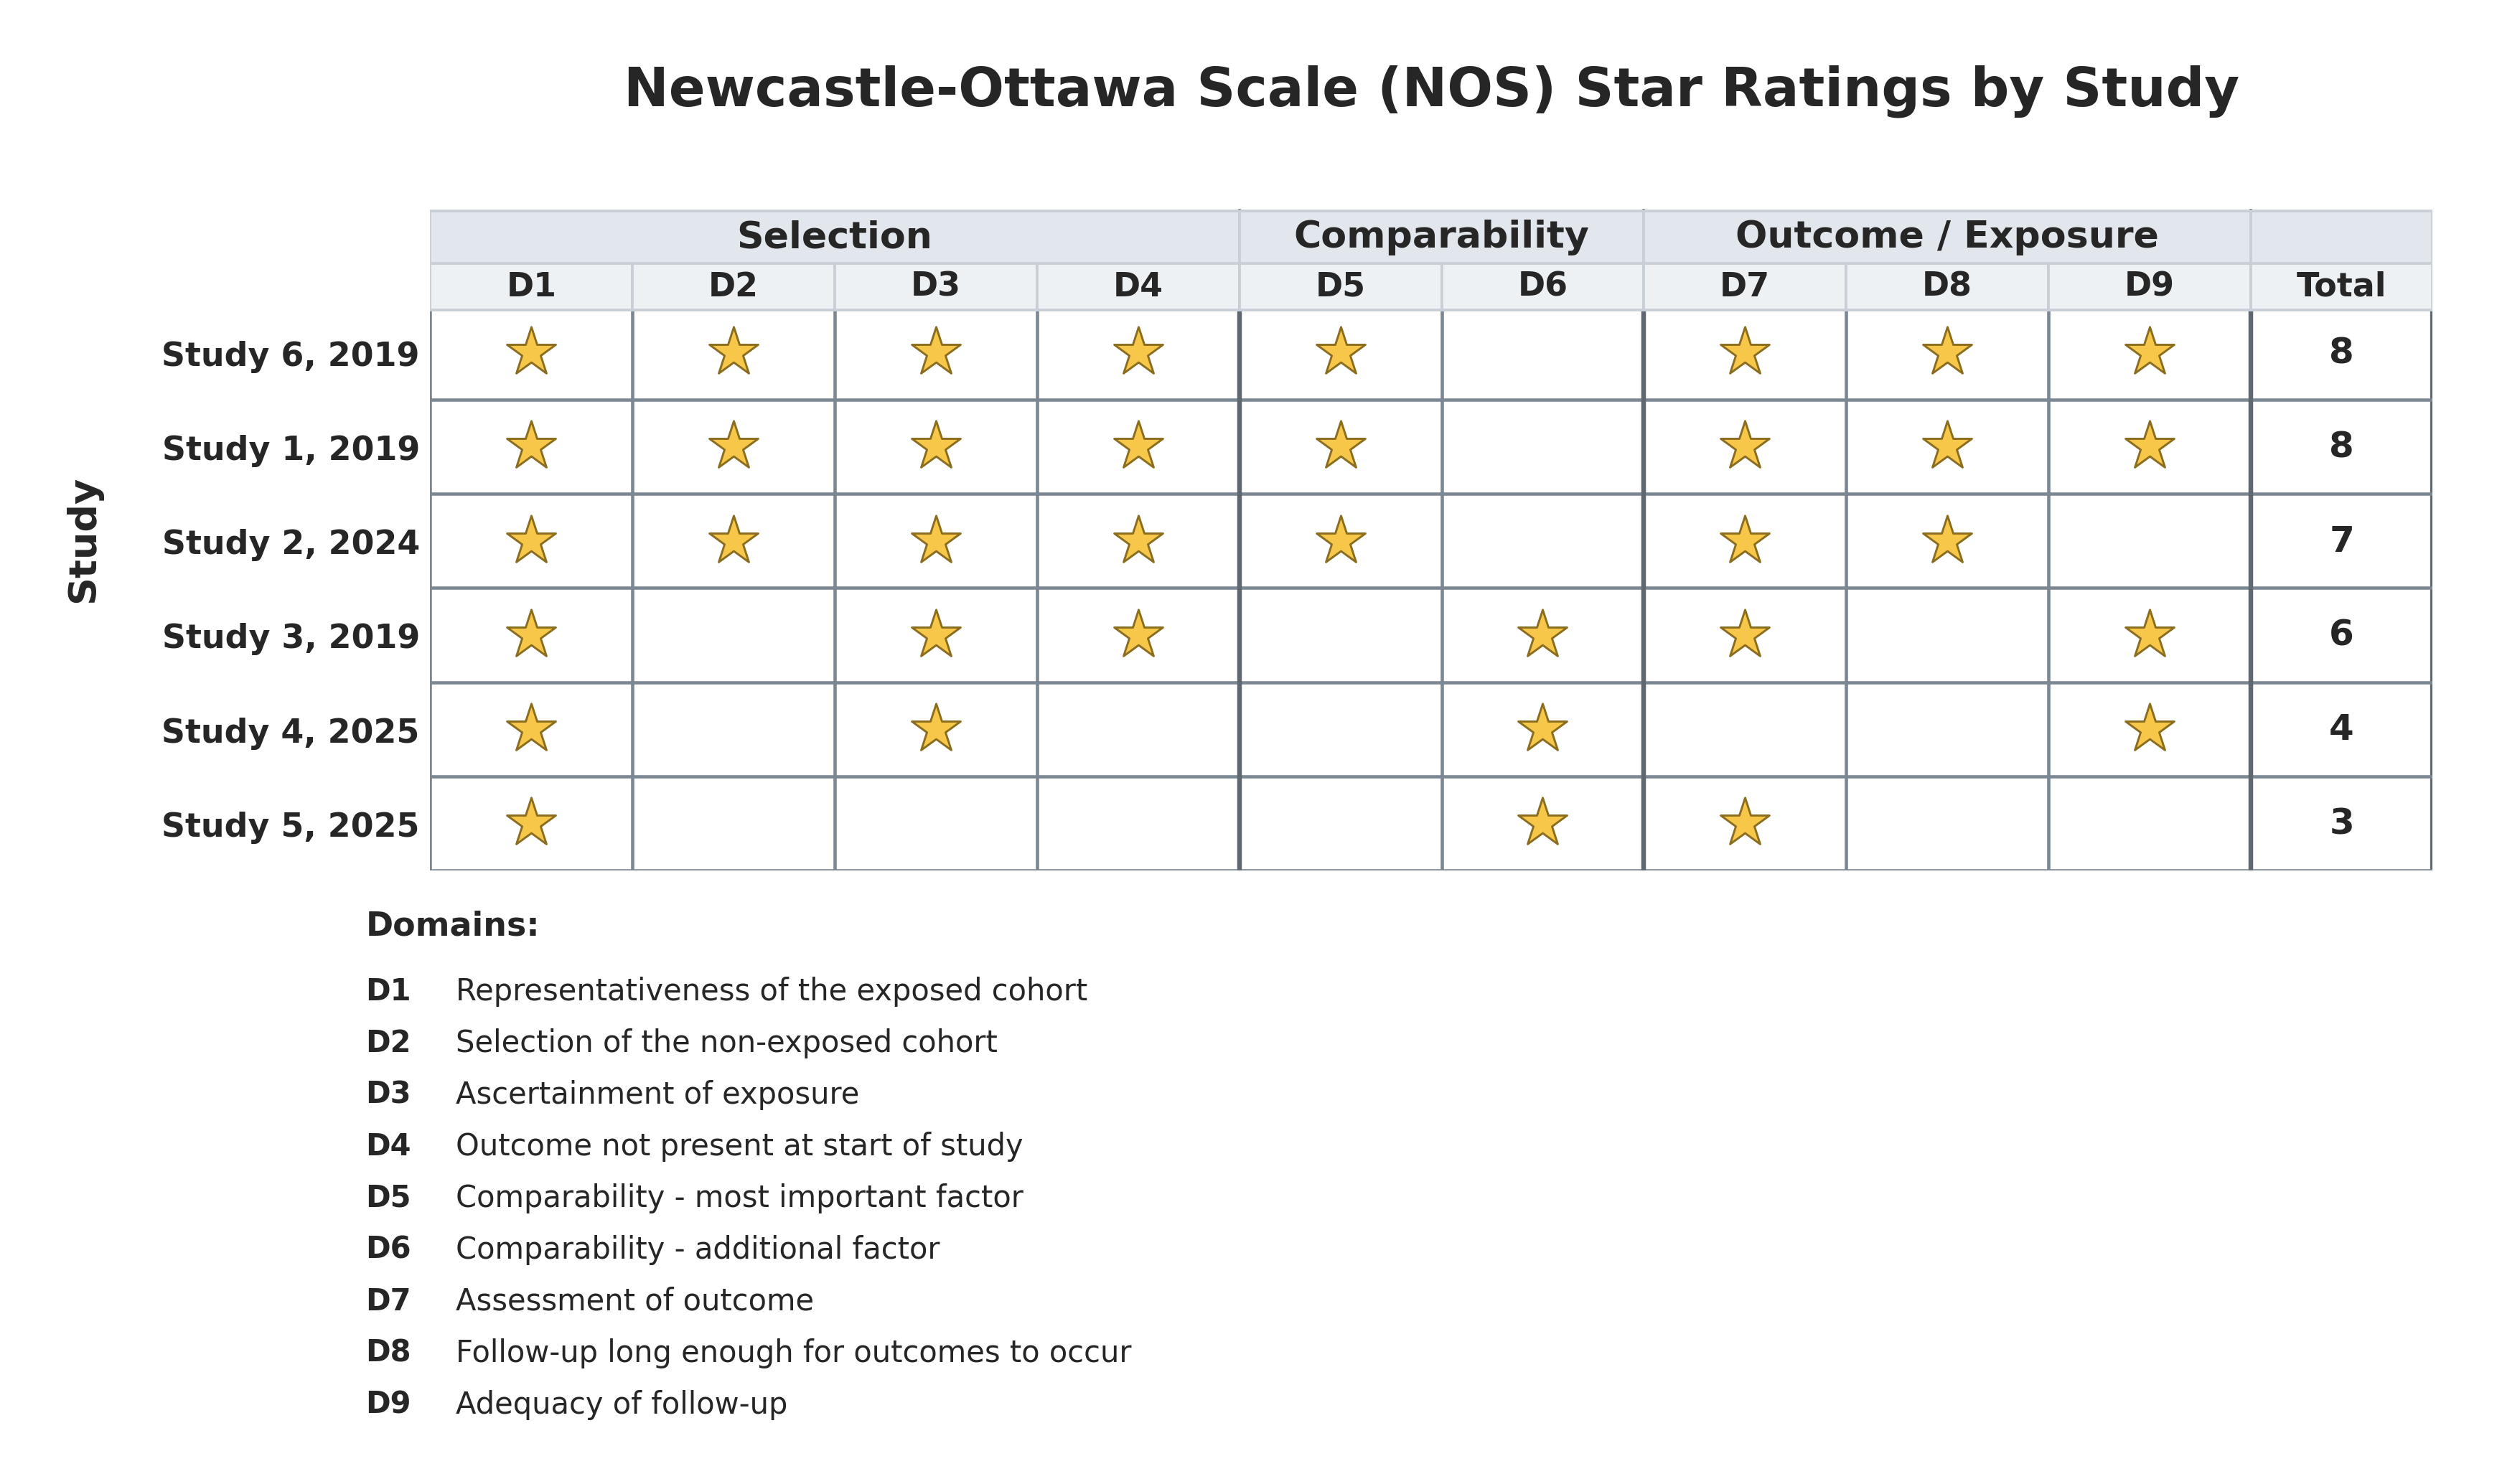 Newcastle-Ottawa Scale (NOS) Star Ratings by Study
Selection Comparability Outcome / Exposure
D1 D2 D3 D4 D5 D6 D7 D8 D9 Total
Study
Study 6, 2019 8
Study 1, 2019 8
Study 2, 2024 7
Study 3, 2019 6
Study 4, 2025 4
Study 5, 2025 3
Domains:
D1 Representativeness of the exposed cohort
D2 Selection of the non-exposed cohort
D3 Ascertainment of exposure
D4 Outcome not present at start of study
D5 Comparability - most important factor
D6 Comparability - additional factor
D7 Assessment of outcome
D8 Follow-up long enough for outcomes to occur
D9 Adequacy of follow-up